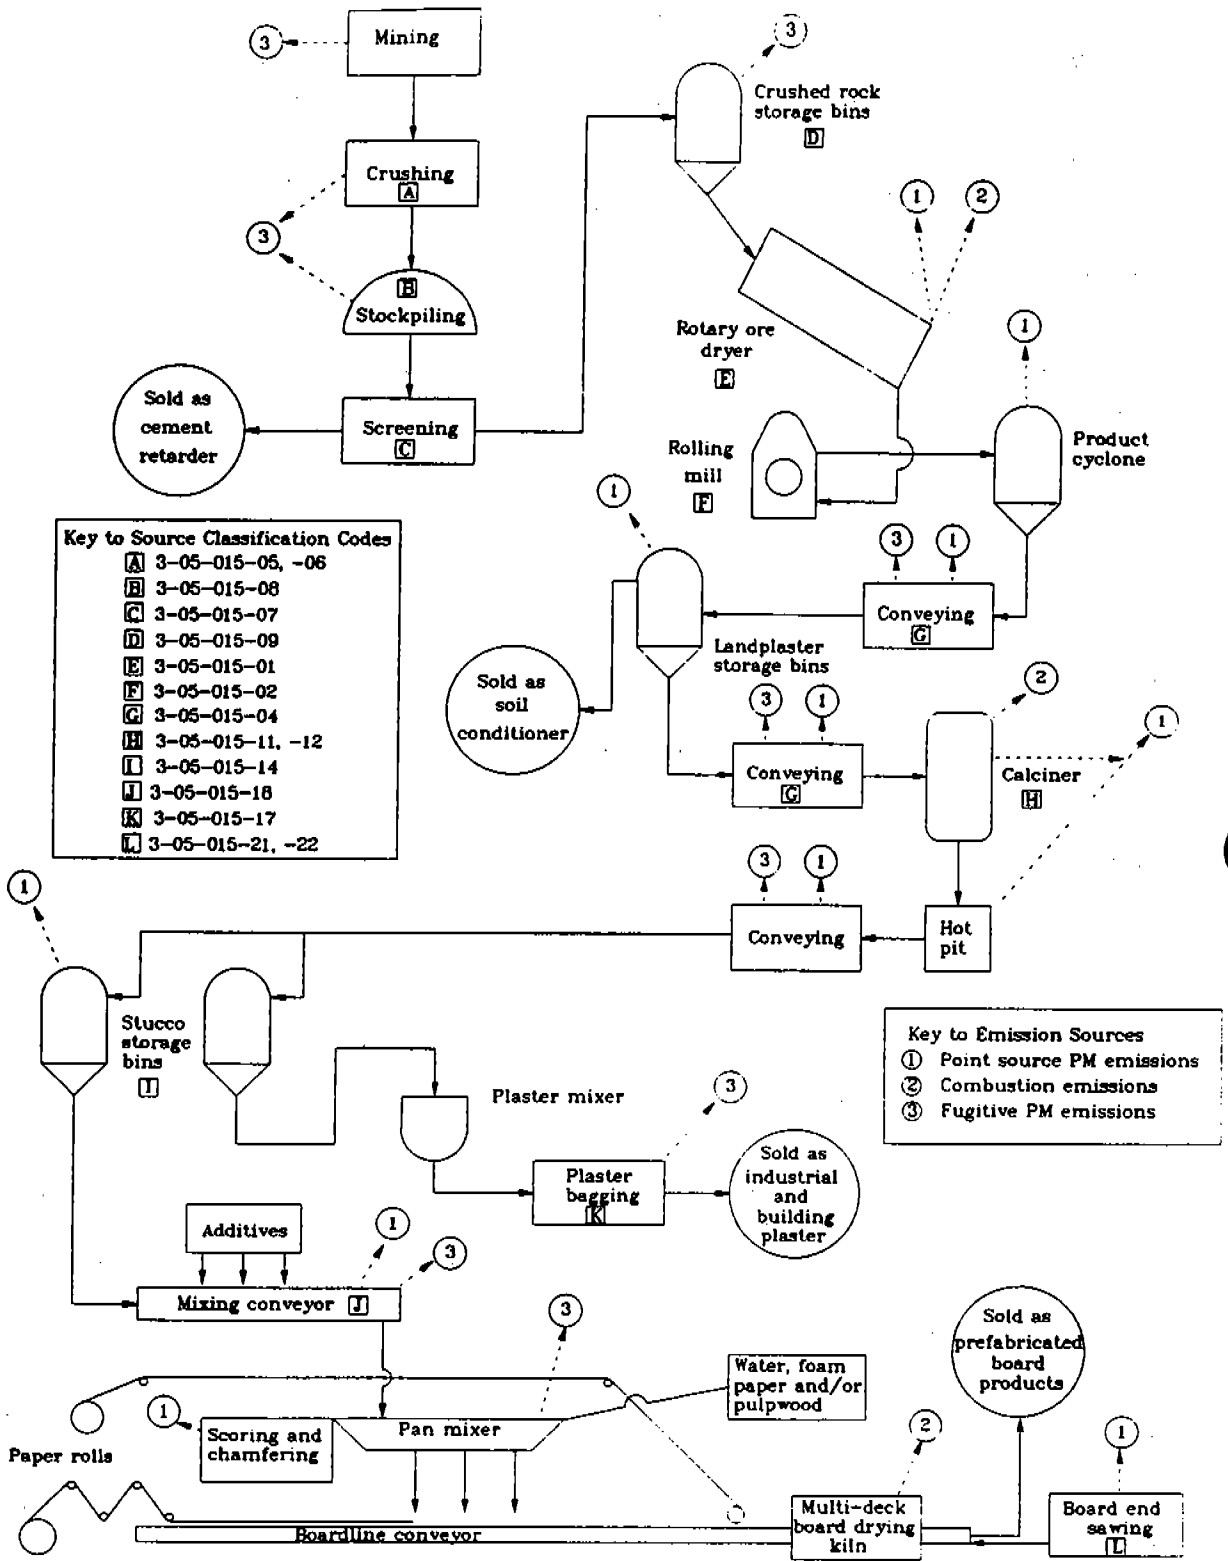 3
Mining
3
Crushed rock
storage bins
D
Crushing
A
3
1
2
B
Stockpiling
Rotary ore
dryer
E
1
Sold as
cement
retarder
Screening
C
Rolling
mill
F
Product
cyclone
1
3
1
Key to Source Classification Codes
A 3-05-015-05, -06
B 3-05-015-08
C 3-05-015-07
D 3-05-015-09
E 3-05-015-01
F 3-05-015-02
G 3-05-015-04
H 3-05-015-11, -12
I 3-05-015-14
J 3-05-015-18
K 3-05-015-17
L 3-05-015-21, -22
Conveying
G
Landplaster
storage bins
Sold as
soil
conditioner
3
1
2
1
Conveying
G
Calciner
H
3
1
1
Conveying
Hot
pit
Stucco
storage
bins
I
Key to Emission Sources
1 Point source PM emissions
2 Combustion emissions
3 Fugitive PM emissions
Plaster mixer
3
Plaster
bagging
K
Sold as
industrial
and
building
plaster
Additives
1
3
Mixing conveyor J
3
Sold as
prefabricated
board
products
Water, foam
paper and/or
pulpwood
1
Scoring and
chamfering
Pan mixer
2
1
Paper rolls
Multi-deck
board drying
kiln
Board end
sawing
L
Boardline conveyor